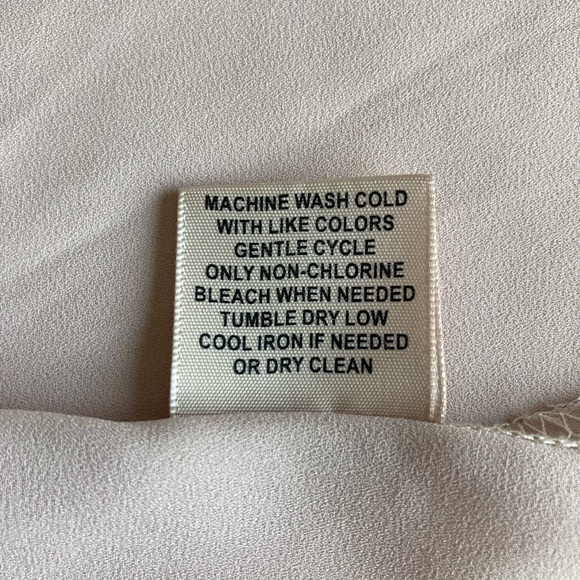 MACHINE WASH COLD
WITH LIKE COLORS
GENTLE CYCLE
ONLY NON-CHLORINE
BLEACH WHEN NEEDED
TUMBLE DRY LOW
COOL IRON IF NEEDED
OR DRY CLEAN